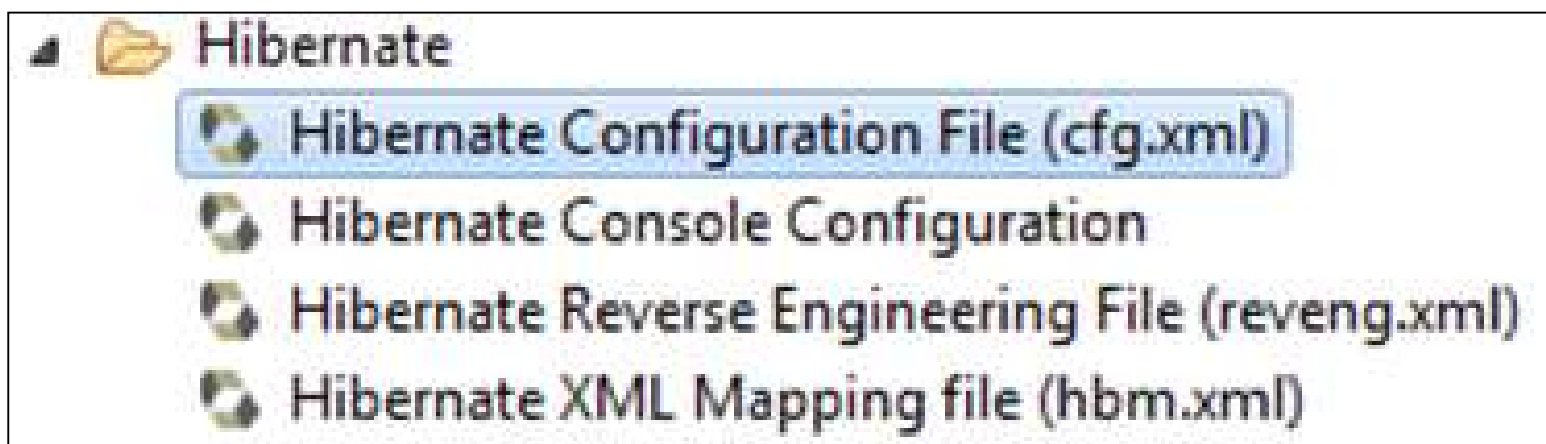 Hibernate
Hibernate Configuration File (cfg.xml)
Hibernate Console Configuration
Hibernate Reverse Engineering File (reveng.xml)
Hibernate XML Mapping file (hbm.xml)